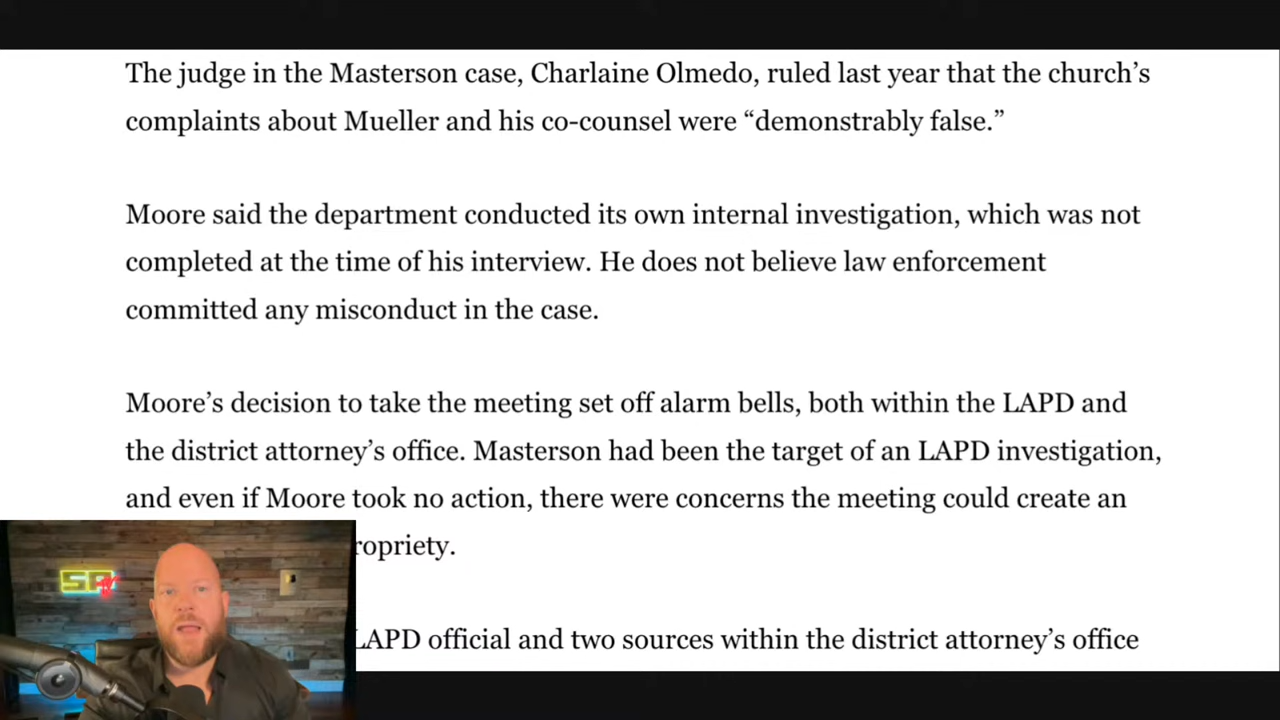 The judge in the Masterson case, Charlaine Olmedo, ruled last year that the church’s
complaints about Mueller and his co-counsel were “demonstrably false.”
Moore said the department conducted its own internal investigation, which was not
completed at the time of his interview. He does not believe law enforcement
committed any misconduct in the case.
Moore’s decision to take the meeting set off alarm bells, both within the LAPD and
the district attorney’s office. Masterson had been the target of an LAPD investigation,
and even if Moore took no action, there were concerns the meeting could create an
ropriety.
LAPD official and two sources within the district attorney’s office
SP